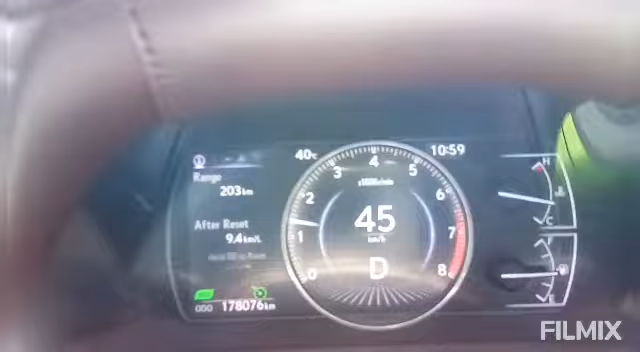 40°C
10:59
Range
203km
After Reset
9.4km/L
178076km
0
1
2
3
4
5
6
7
8
x1000r/min
45
km/h
D
H
C
E
FILMIX